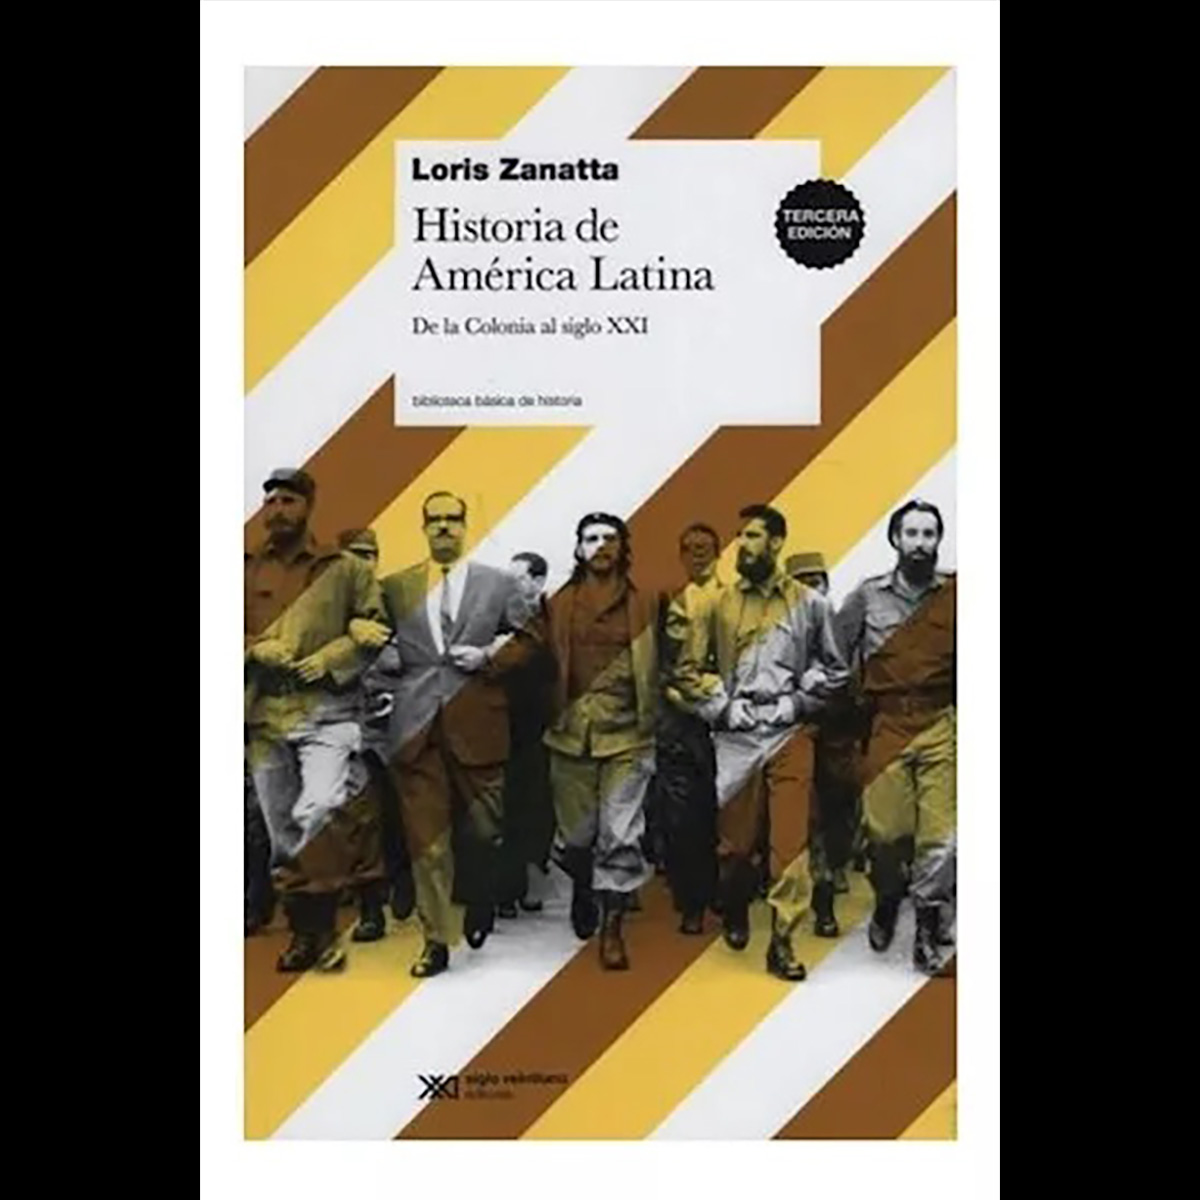 Loris Zanatta
Historia de
América Latina
De la Colonia al siglo XXI
TERCERA
EDICIÓN
biblioteca básica de historia
siglo veintiuno
editores